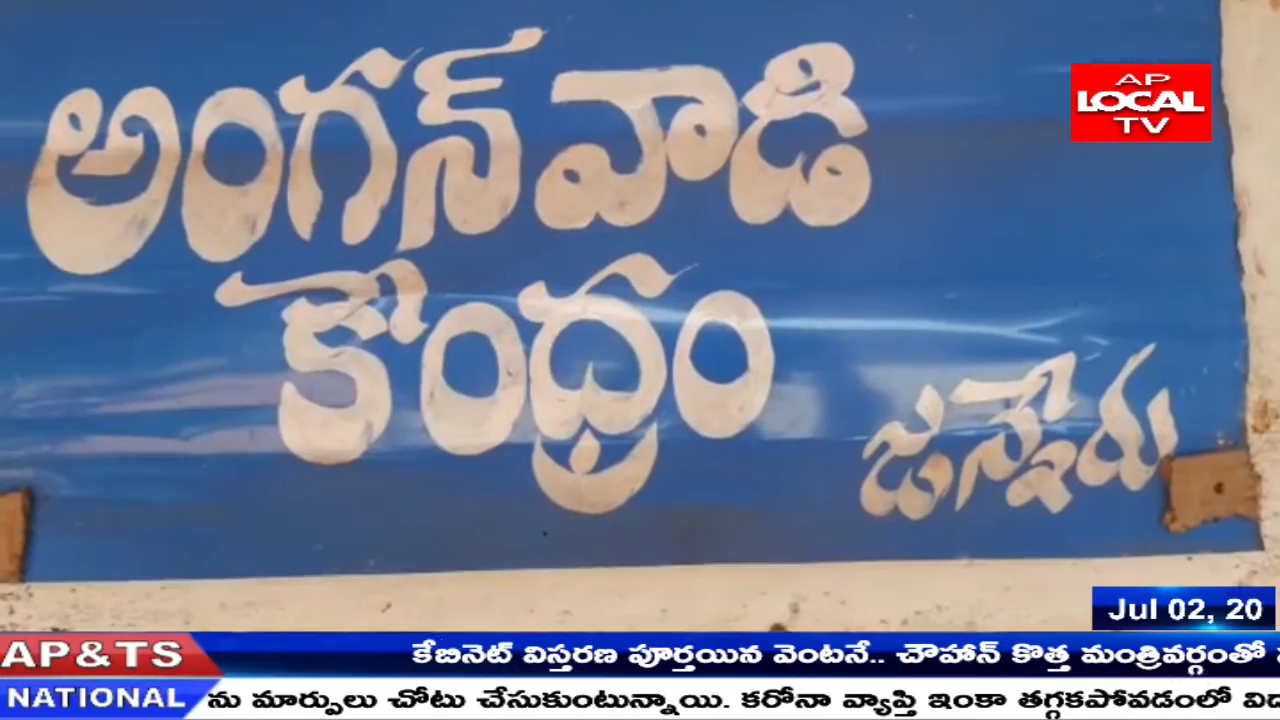 అంగన్ వాడి
కేంద్రం
జన్నోరు
AP
LOCAL
TV
Jul 02, 20
AP&TS
కేబినెట్ విస్తరణ పూర్తయిన వెంటనే.. చౌహాన్ కొత్త మంత్రివర్గంతో
NATIONAL
ను మార్పులు చోటు చేసుకుంటున్నాయి. కరోనా వ్యాప్తి ఇంకా తగ్గకపోవడంలో